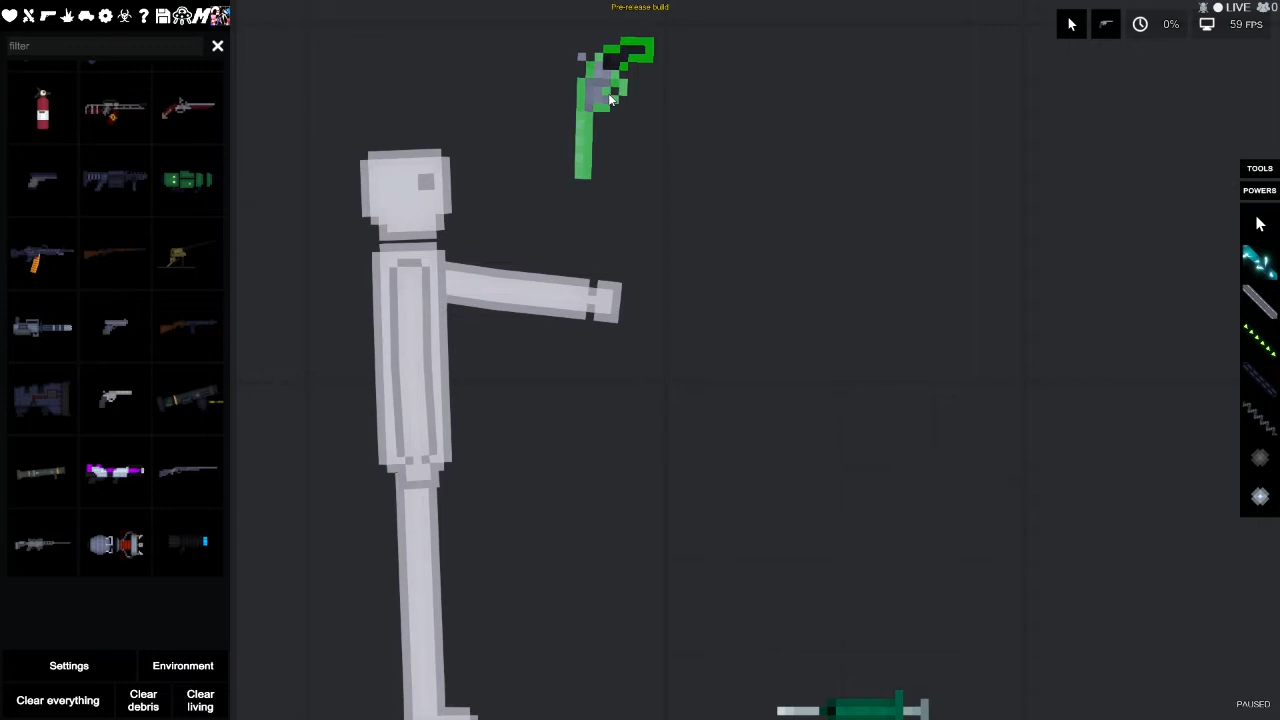 Pre-release build
LIVE 0
0%
59 FPS
filter
TOOLS
POWERS
Settings
Environment
Clear everything
Clear debris
Clear living
PAUSED